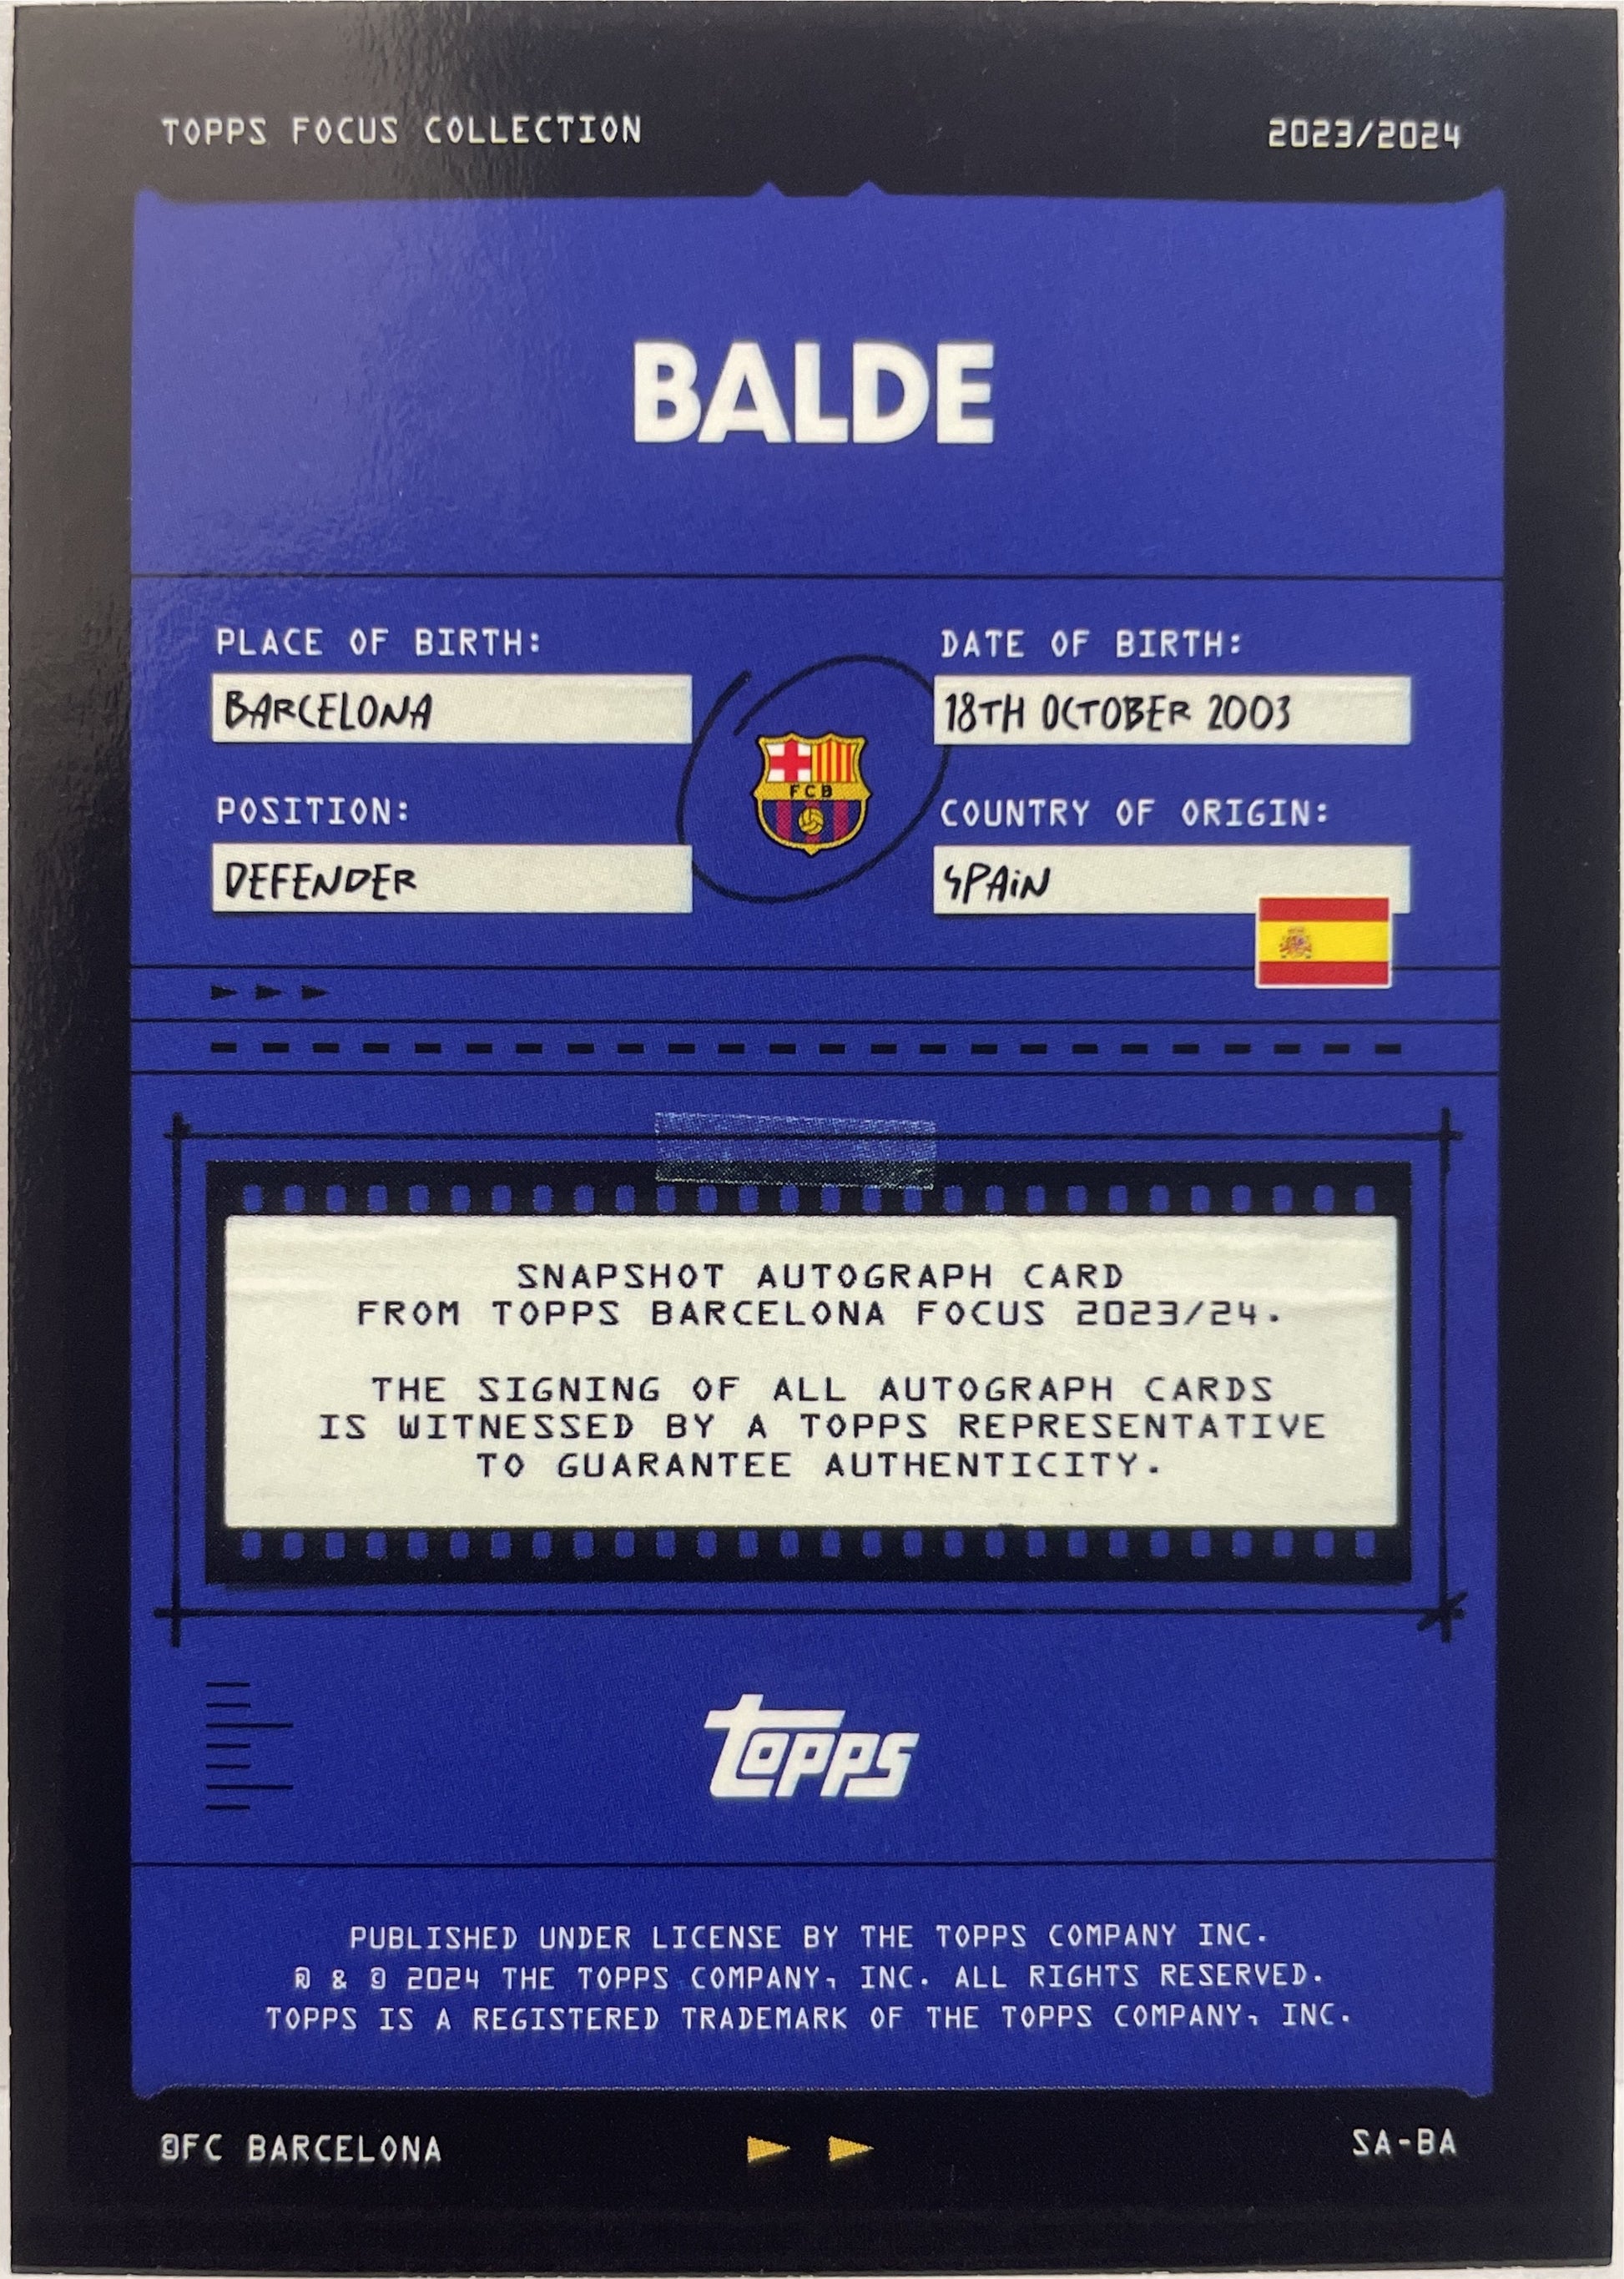 TOPPS FOCUS COLLECTION
2023/2024
BALDE
PLACE OF BIRTH:
BARCELONA
DATE OF BIRTH:
18TH OCTOBER 2003
POSITION:
DEFENDER
FCB
COUNTRY OF ORIGIN:
SPAiN
SNAPSHOT AUTOGRAPH CARD
FROM TOPPS BARCELONA FOCUS 2023/24.
THE SIGNING OF ALL AUTOGRAPH CARDS
IS WITNESSED BY A TOPPS REPRESENTATIVE
TO GUARANTEE AUTHENTICITY.
topps
PUBLISHED UNDER LICENSE BY THE TOPPS COMPANY INC.
® & © 2024 THE TOPPS COMPANY, INC. ALL RIGHTS RESERVED.
TOPPS IS A REGISTERED TRADEMARK OF THE TOPPS COMPANY, INC.
©FC BARCELONA
SA-BA